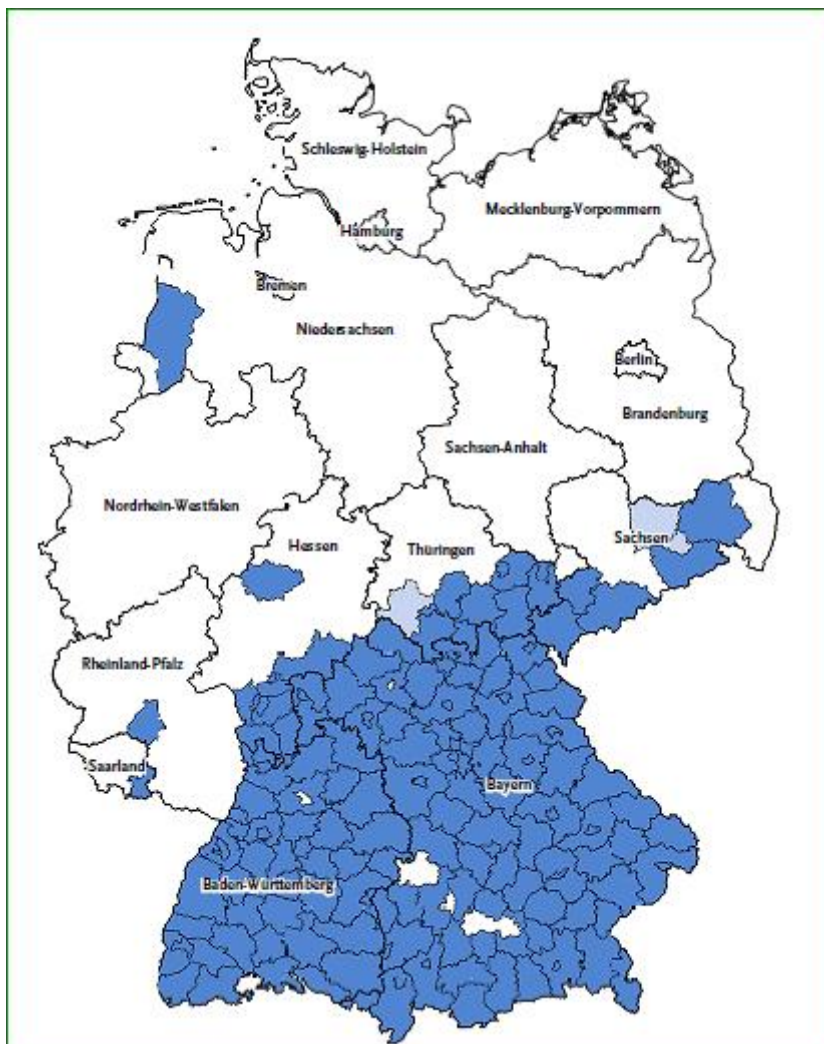 Schleswig-Holstein
Mecklenburg-Vorpommern
Hamburg
Bremen
Niedersachsen
Berlin
Brandenburg
Sachsen-Anhalt
Nordrhein-Westfalen
Sachsen
Hessen
Thüringen
Rheinland-Pfalz
Saarland
Bayern
Baden-Württemberg